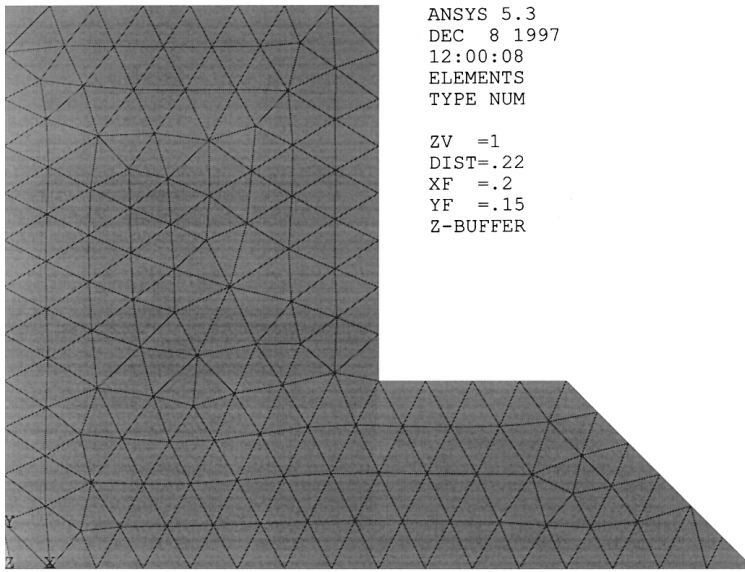 ANSYS 5.3
DEC  8 1997
12:00:08
ELEMENTS
TYPE NUM
ZV  =1
DIST=.22
XF  =.2
YF  =.15
Z-BUFFER
Y
Z
X